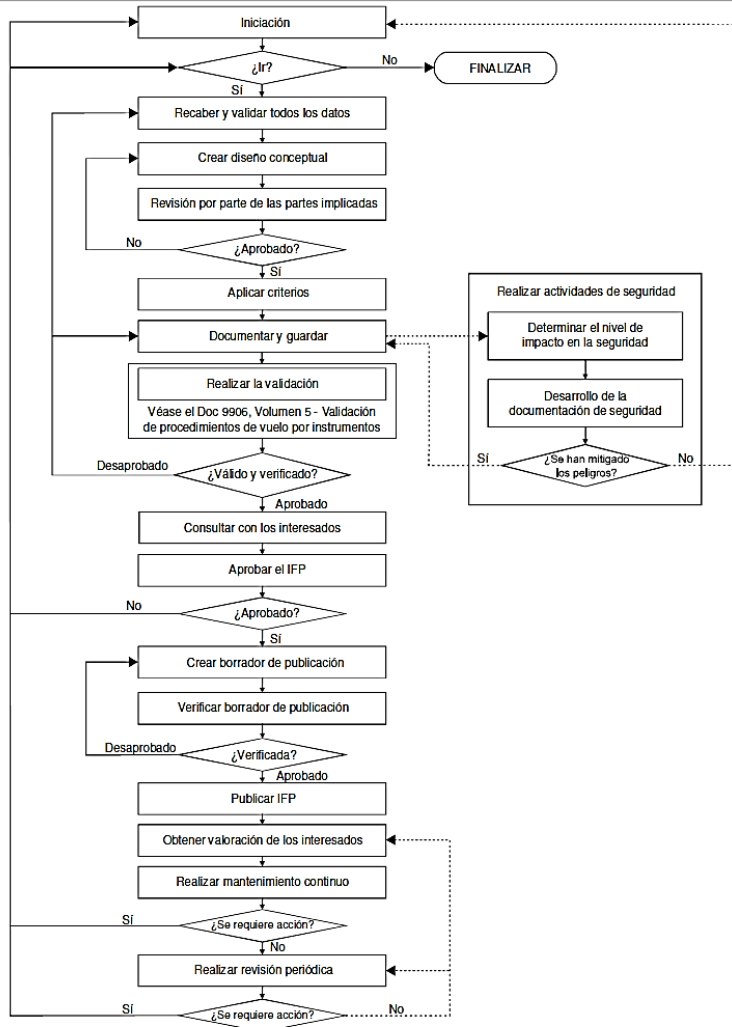 Iniciación
¿Ir?
No
FINALIZAR
Sí
Recaber y validar todos los datos
Crear diseño conceptual
Revisión por parte de las partes implicadas
No
¿Aprobado?
Sí
Aplicar criterios
Documentar y guardar
Realizar la validación
Véase el Doc 9906, Volumen 5 - Validación
de procedimientos de vuelo por instrumentos
Desaprobado
¿Válido y verificado?
Aprobado
Realizar actividades de seguridad
Determinar el nivel de
impacto en la seguridad
Desarrollo de la
documentación de seguridad
Sí
¿Se han mitigado
los peligros?
No
Consultar con los interesados
Aprobar el IFP
No
¿Aprobado?
Sí
Crear borrador de publicación
Verificar borrador de publicación
Desaprobado
¿Verificada?
Aprobado
Publicar IFP
Obtener valoración de los interesados
Realizar mantenimiento continuo
Sí
¿Se requiere acción?
No
Realizar revisión periódica
Sí
¿Se requiere acción?
No